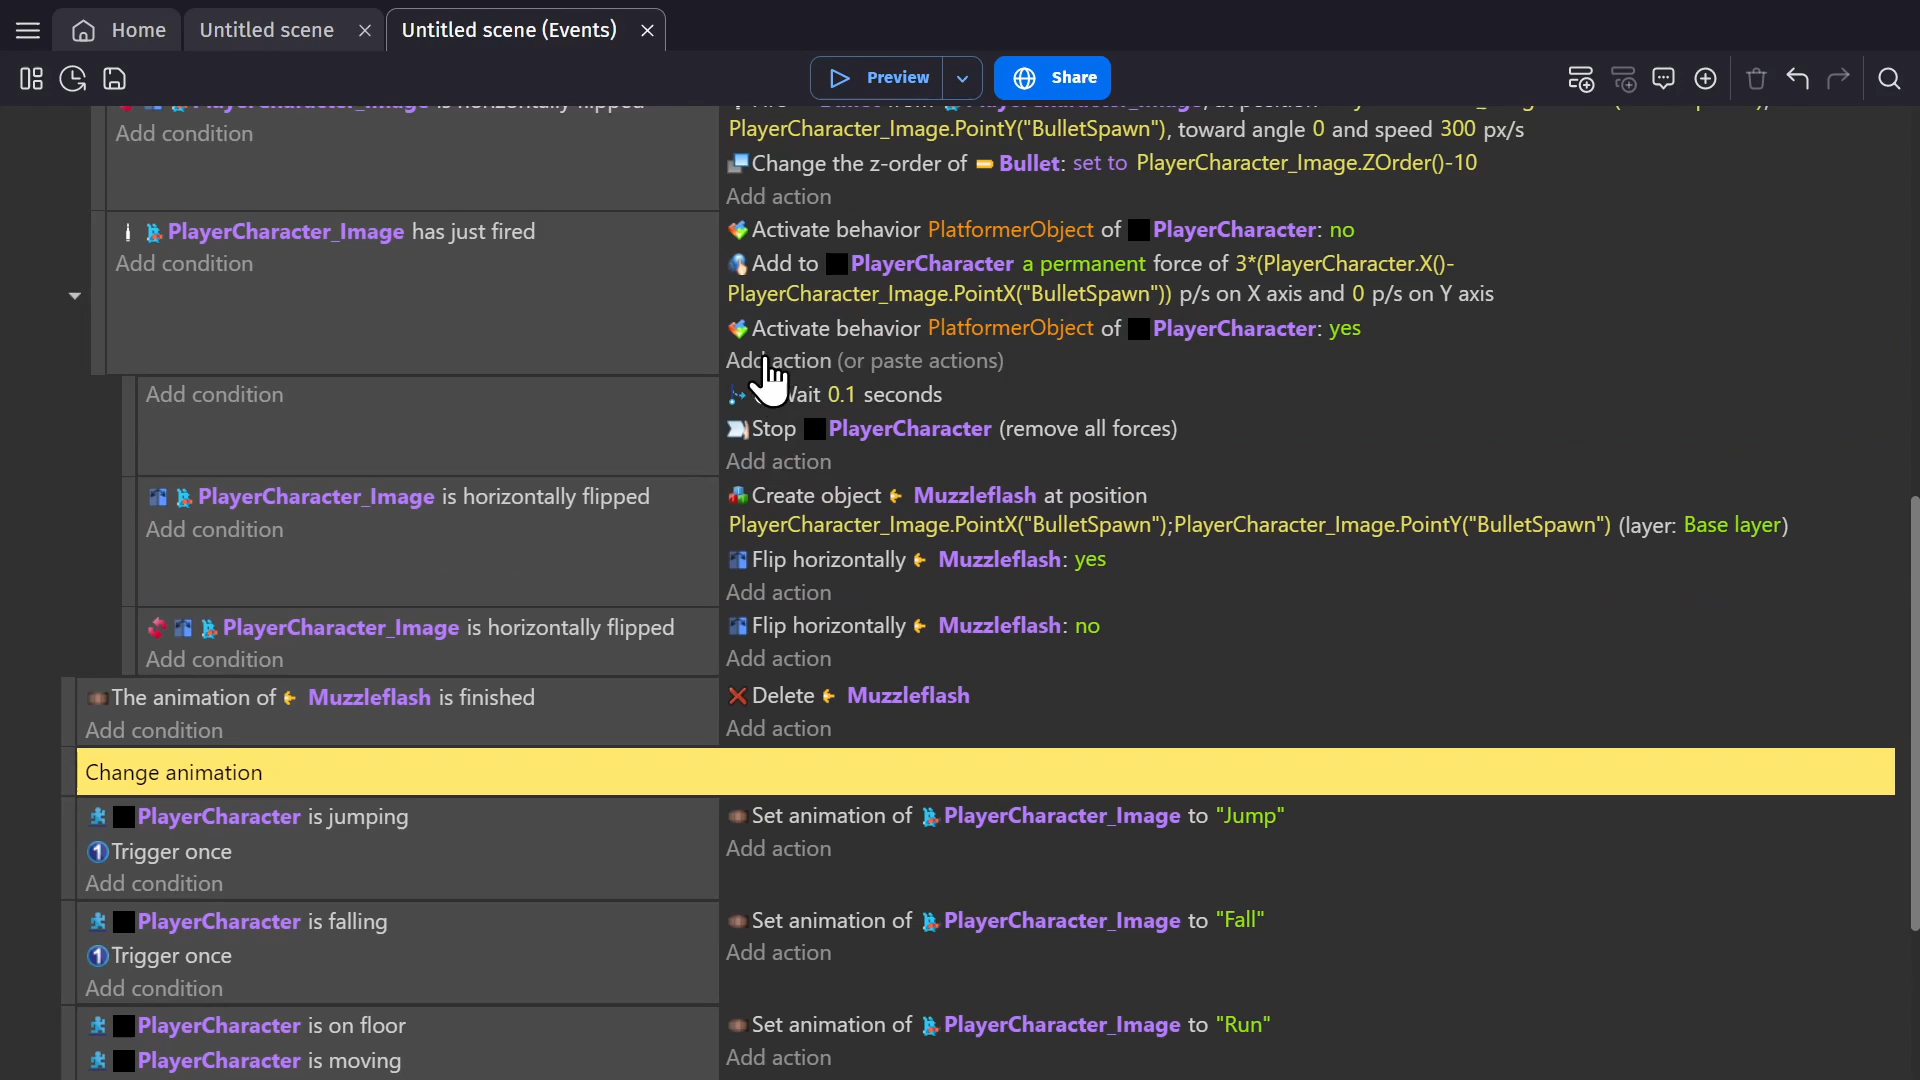 Home
Untitled scene
Untitled scene (Events)
Preview
Share
Add condition
PlayerCharacter_Image.PointY("BulletSpawn"), toward angle 0 and speed 300 px/s
Change the z-order of Bullet: set to PlayerCharacter_Image.ZOrder()-10
Add action
PlayerCharacter_Image has just fired
Add condition
Activate behavior PlatformerObject of PlayerCharacter: no
Add to PlayerCharacter a permanent force of 3*(PlayerCharacter.X()-
PlayerCharacter_Image.PointX("BulletSpawn")) p/s on X axis and 0 p/s on Y axis
Activate behavior PlatformerObject of PlayerCharacter: yes
Add action (or paste actions)
Add condition
Wait 0.1 seconds
Stop PlayerCharacter (remove all forces)
Add action
PlayerCharacter_Image is horizontally flipped
Add condition
Create object Muzzleflash at position
PlayerCharacter_Image.PointX("BulletSpawn");PlayerCharacter_Image.PointY("BulletSpawn") (layer: Base layer)
Flip horizontally Muzzleflash: yes
Add action
PlayerCharacter_Image is horizontally flipped
Add condition
Flip horizontally Muzzleflash: no
Add action
The animation of Muzzleflash is finished
Add condition
Delete Muzzleflash
Add action
Change animation
PlayerCharacter is jumping
Trigger once
Add condition
Set animation of PlayerCharacter_Image to "Jump"
Add action
PlayerCharacter is falling
Trigger once
Add condition
Set animation of PlayerCharacter_Image to "Fall"
Add action
PlayerCharacter is on floor
PlayerCharacter is moving
Set animation of PlayerCharacter_Image to "Run"
Add action